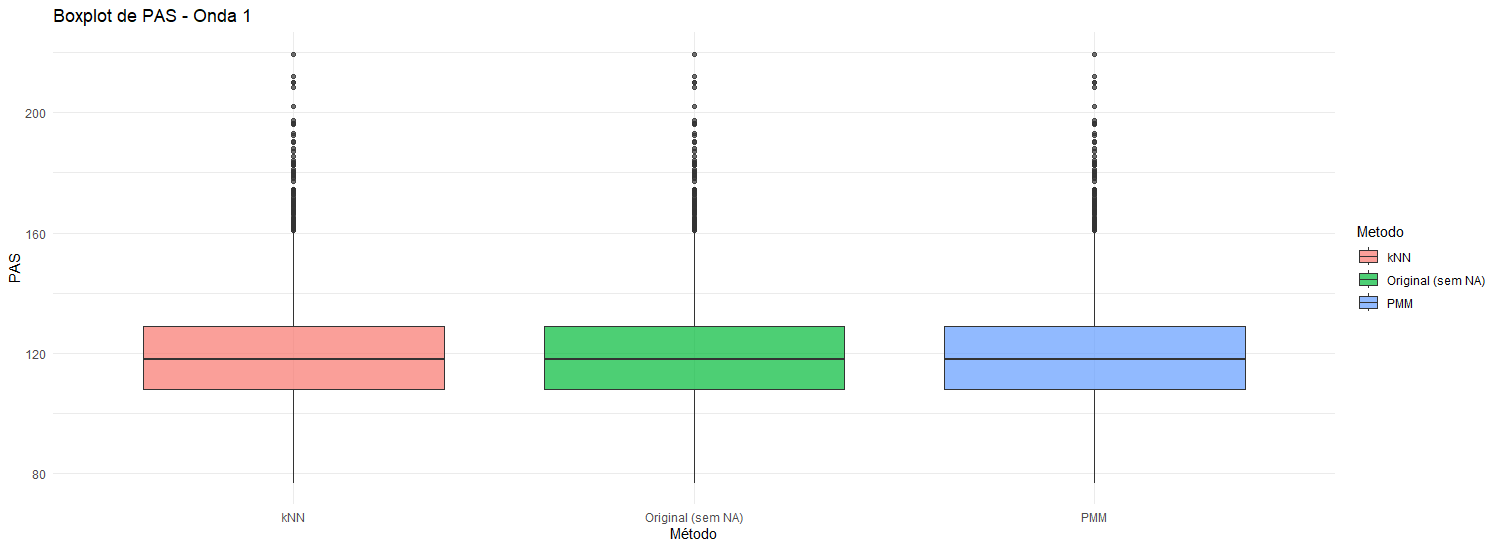 Boxplot de PAS - Onda 1
PAS
200
160
120
80
kNN
Original (sem NA)
PMM
Método
Metodo
kNN
Original (sem NA)
PMM